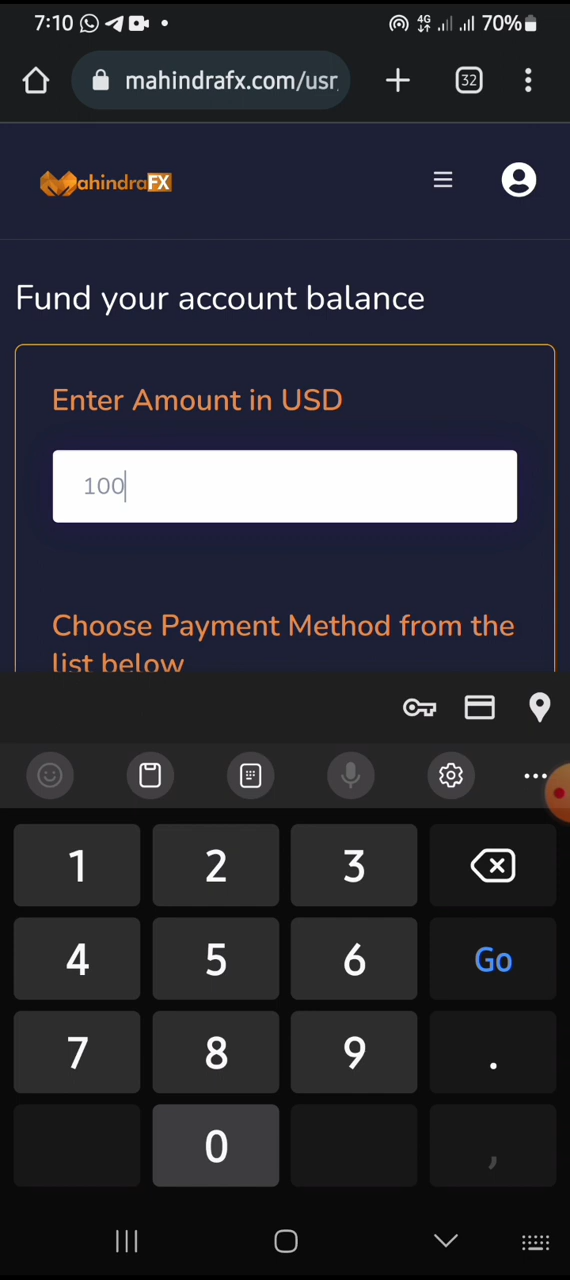 7:10 4G 70%
mahindrafx.com/usr
32
MahindraFX
Fund your account balance
Enter Amount in USD
100
Choose Payment Method from the
list below
1 2 3
4 5 6 Go
7 8 9 .
0 ,